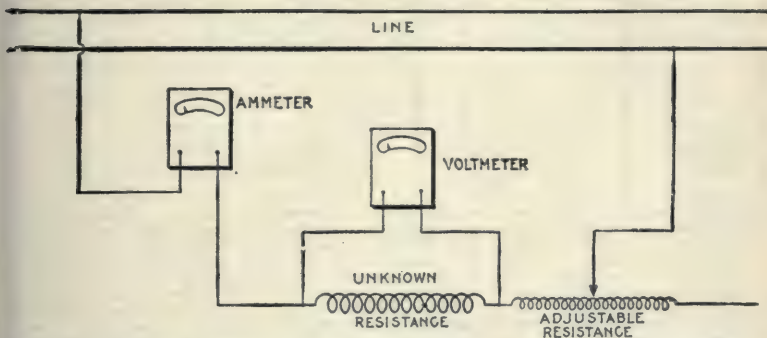 LINE
AMMETER
VOLTMETER
UNKNOWN
RESISTANCE
ADJUSTABLE
RESISTANCE